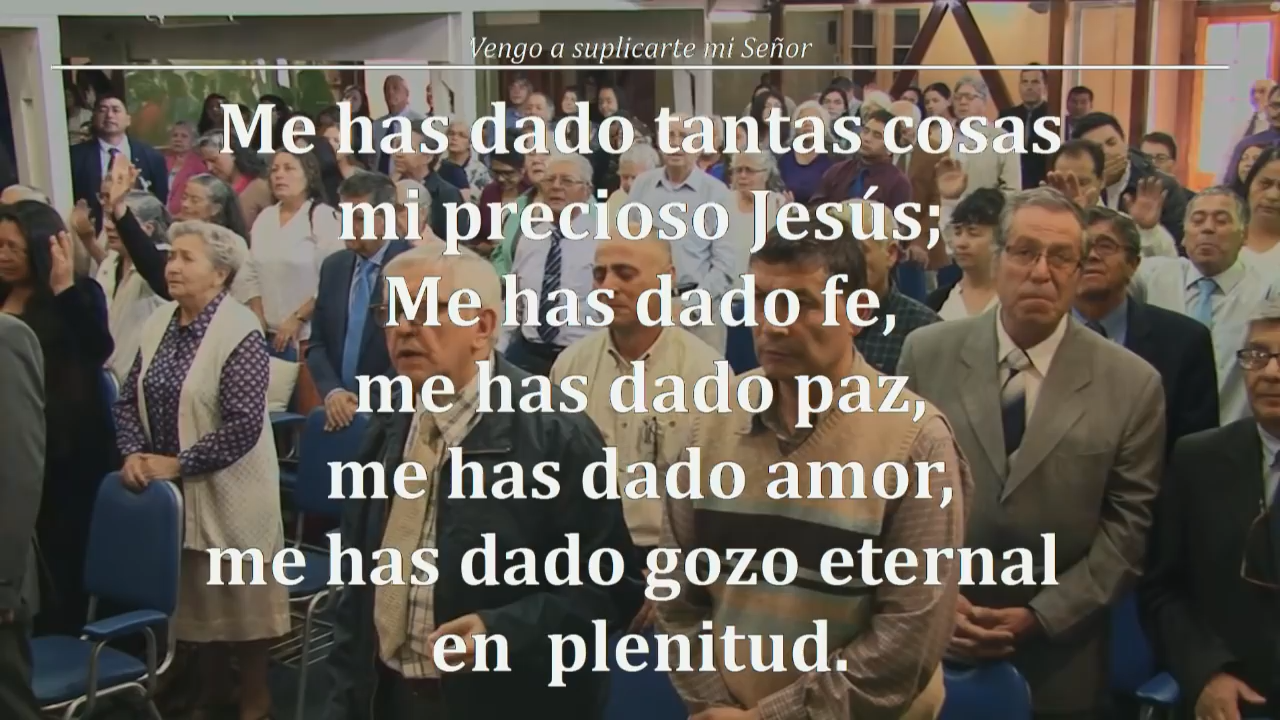 Vengo a suplicarte mi Señor
Me has dado tantas cosas
mi precioso Jesús;
Me has dado fe,
me has dado paz,
me has dado amor,
me has dado gozo eternal
en plenitud.